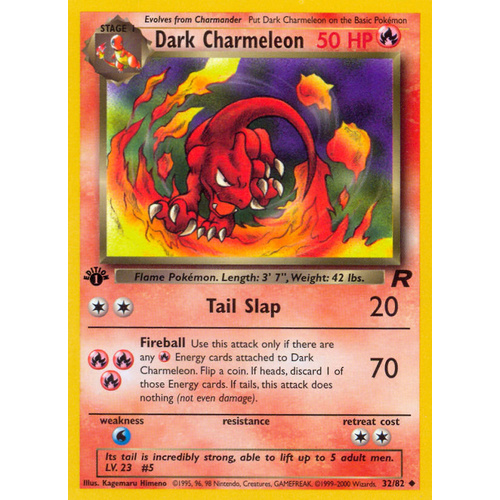 Evolves from Charmander Put Dark Charmeleon on the Basic Pokémon
STAGE 1
Dark Charmeleon 50 HP
Flame Pokémon. Length: 3' 7", Weight: 42 lbs.
EDITION
1
R
Tail Slap 20
Fireball Use this attack only if there are
any Energy cards attached to Dark
Charmeleon. Flip a coin. If heads, discard 1 of
those Energy cards. If tails, this attack does
nothing (not even damage).
70
weakness resistance retreat cost
Its tail is incredibly strong, able to lift up to 5 adult men.
LV. 23 #5
Illus. Kagemaru Himeno ©1995, 96, 98 Nintendo, Creatures, GAMEFREAK. ©1999-2000 Wizards. 32/82